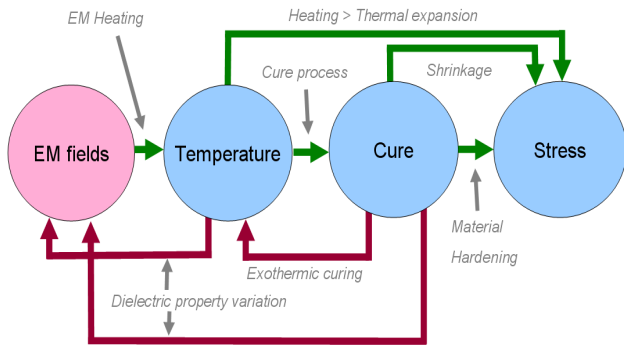 EM Heating
Heating > Thermal expansion
Cure process
Shrinkage
EM fields
Temperature
Cure
Stress
Material
Hardening
Exothermic curing
Dielectric property variation